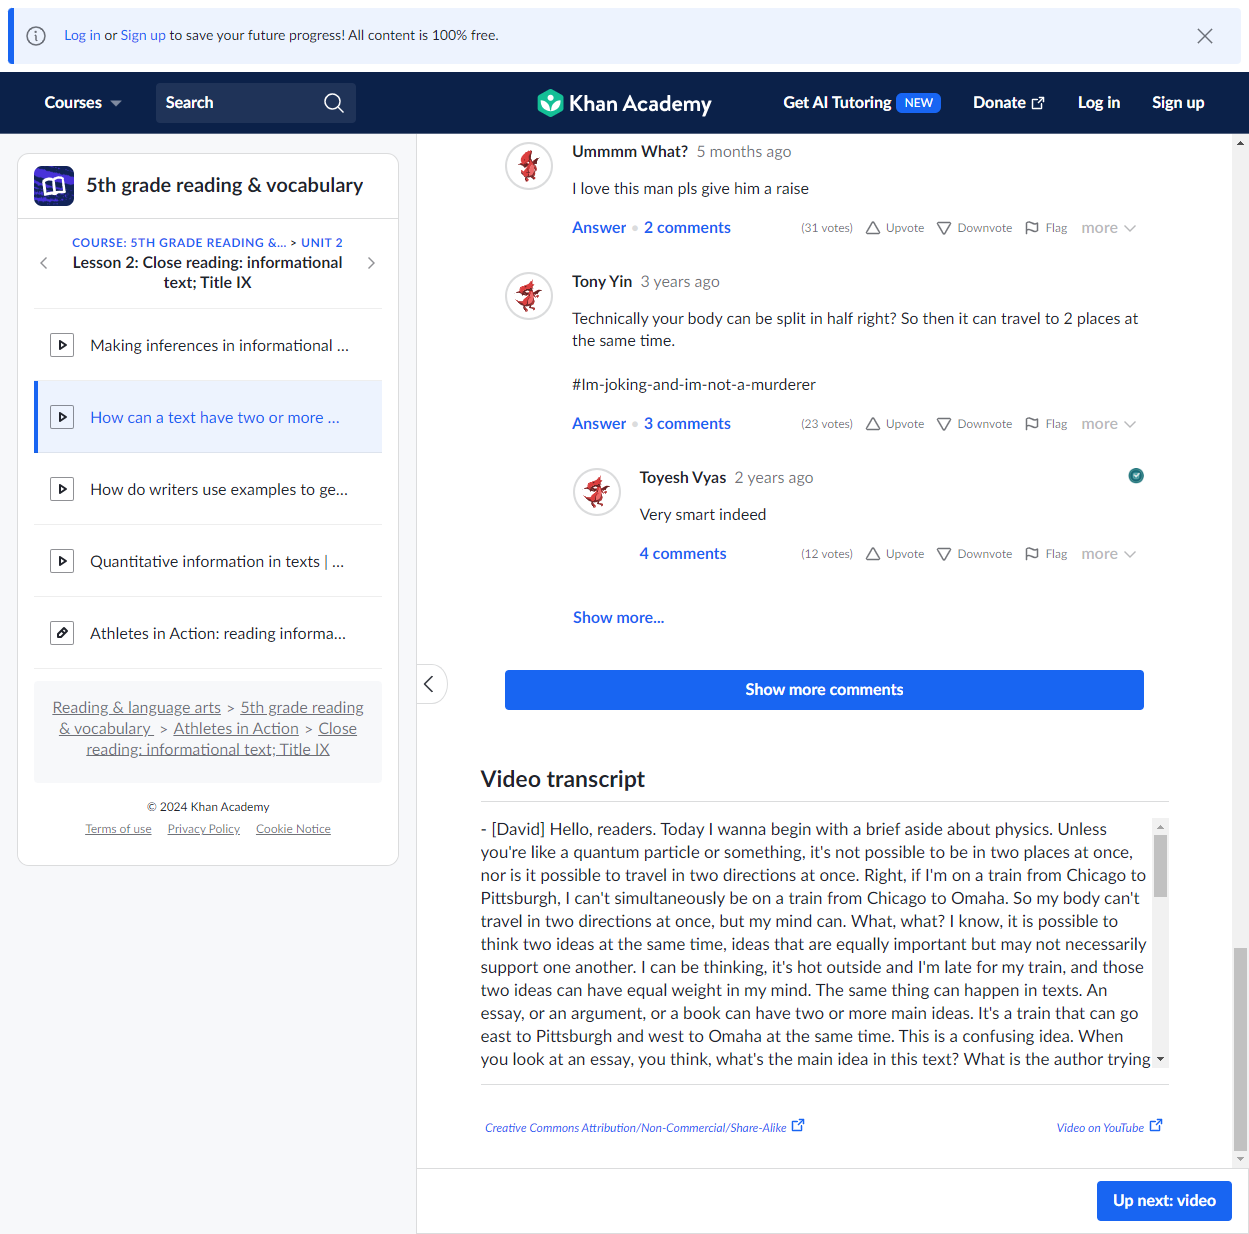 Log in or Sign up to save your future progress! All content is 100% free.
Courses
Search
Khan Academy
Get AI Tutoring NEW
Donate
Log in
Sign up
5th grade reading & vocabulary
COURSE: 5TH GRADE READING &... > UNIT 2
Lesson 2: Close reading: informational
text; Title IX
Making inferences in informational ...
How can a text have two or more ...
How do writers use examples to ge...
Quantitative information in texts | ...
Athletes in Action: reading informa...
Reading & language arts > 5th grade reading
& vocabulary > Athletes in Action > Close
reading: informational text; Title IX
© 2024 Khan Academy
Terms of use Privacy Policy Cookie Notice
Ummmm What? 5 months ago
I love this man pls give him a raise
Answer • 2 comments (31 votes) Upvote Downvote Flag more
Tony Yin 3 years ago
Technically your body can be split in half right? So then it can travel to 2 places at
the same time.
#Im-joking-and-im-not-a-murderer
Answer • 3 comments (23 votes) Upvote Downvote Flag more
Toyesh Vyas 2 years ago
Very smart indeed
4 comments (12 votes) Upvote Downvote Flag more
Show more...
Show more comments
Video transcript
- [David] Hello, readers. Today I wanna begin with a brief aside about physics. Unless
you're like a quantum particle or something, it's not possible to be in two places at once,
nor is it possible to travel in two directions at once. Right, if I'm on a train from Chicago to
Pittsburgh, I can't simultaneously be on a train from Chicago to Omaha. So my body can't
travel in two directions at once, but my mind can. What, what? I know, it is possible to
think two ideas at the same time, ideas that are equally important but may not necessarily
support one another. I can be thinking, it's hot outside and I'm late for my train, and those
two ideas can have equal weight in my mind. The same thing can happen in texts. An
essay, or an argument, or a book can have two or more main ideas. It's a train that can go
east to Pittsburgh and west to Omaha at the same time. This is a confusing idea. When
you look at an essay, you think, what's the main idea in this text? What is the author trying
Creative Commons Attribution/Non-Commercial/Share-Alike
Video on YouTube
Up next: video